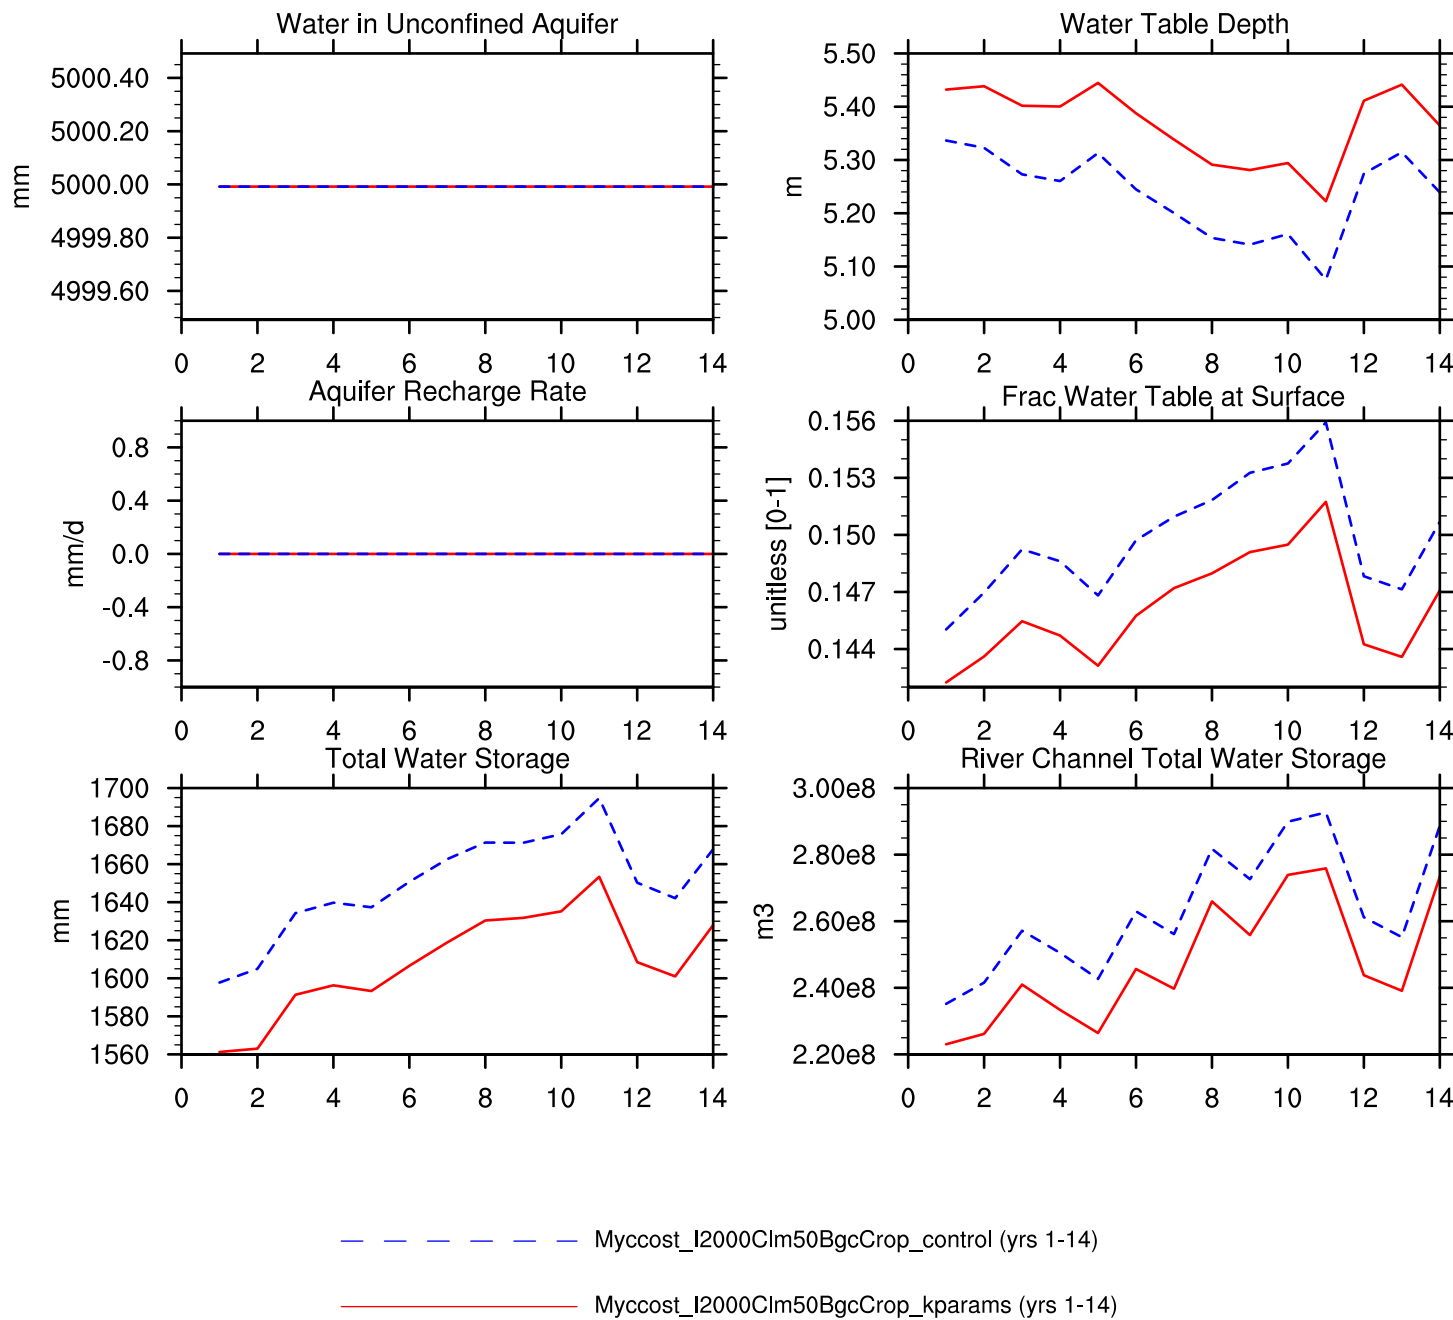 Water in Unconfined Aquifer
5000.40
5000.20
5000.00
4999.80
4999.60
mm
0 2 4 6 8 10 12 14
Water Table Depth
5.50
5.40
5.30
5.20
5.10
5.00
m
0 2 4 6 8 10 12 14
Aquifer Recharge Rate
0.8
0.4
0.0
-0.4
-0.8
mm/d
0 2 4 6 8 10 12 14
Frac Water Table at Surface
0.156
0.153
0.150
0.147
0.144
unitless [0-1]
0 2 4 6 8 10 12 14
Total Water Storage
1700
1680
1660
1640
1620
1600
1580
1560
mm
0 2 4 6 8 10 12 14
River Channel Total Water Storage
3.00e8
2.80e8
2.60e8
2.40e8
2.20e8
m3
0 2 4 6 8 10 12 14
Myccost_I2000Clm50BgcCrop_control (yrs 1-14)
Myccost_I2000Clm50BgcCrop_kparams (yrs 1-14)